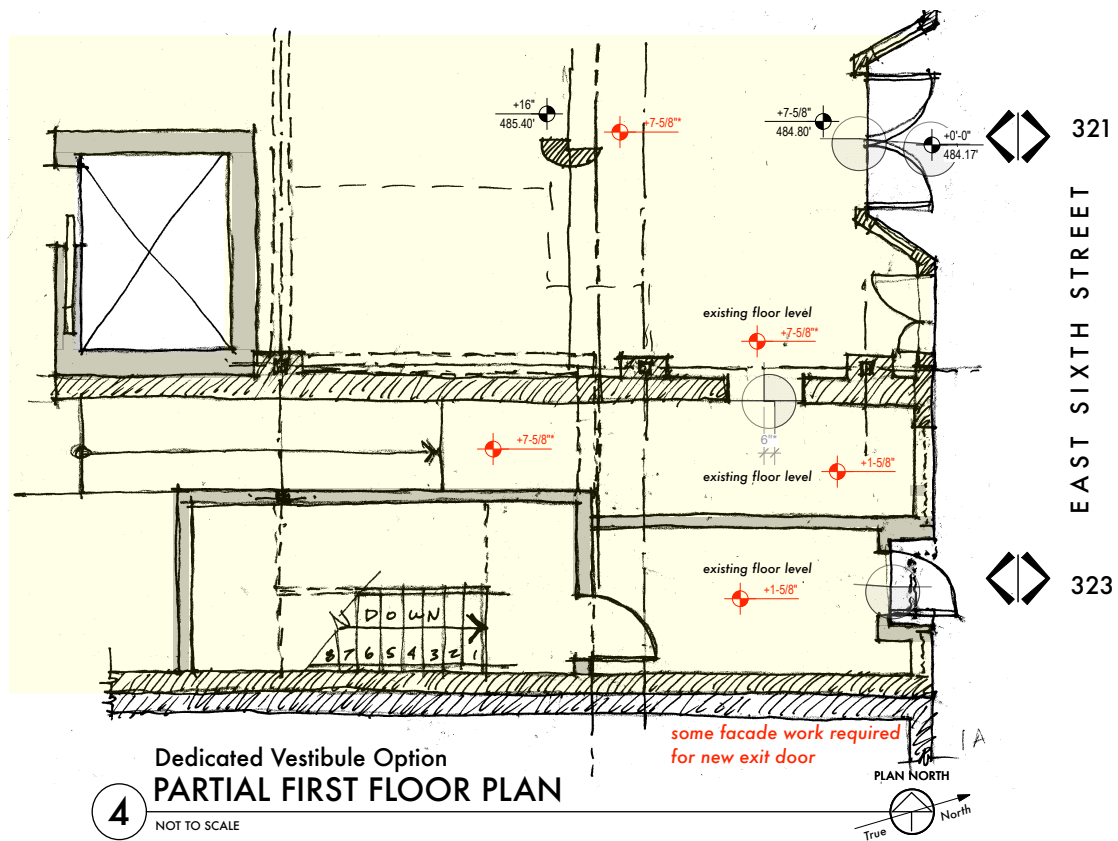 +16"
485.40'
+7-5/8"*
+7-5/8"
484.80'
+0'-0"
484.17'
321
EAST SIXTH STREET
existing floor level
+7-5/8"*
6"*
+7-5/8"*
existing floor level
+1-5/8"
existing floor level
+1-5/8"
323
DOWN
8 7 6 5 4 3 2 1
some facade work required
for new exit door
1A
Dedicated Vestibule Option
PARTIAL FIRST FLOOR PLAN
4
NOT TO SCALE
PLAN NORTH
True North